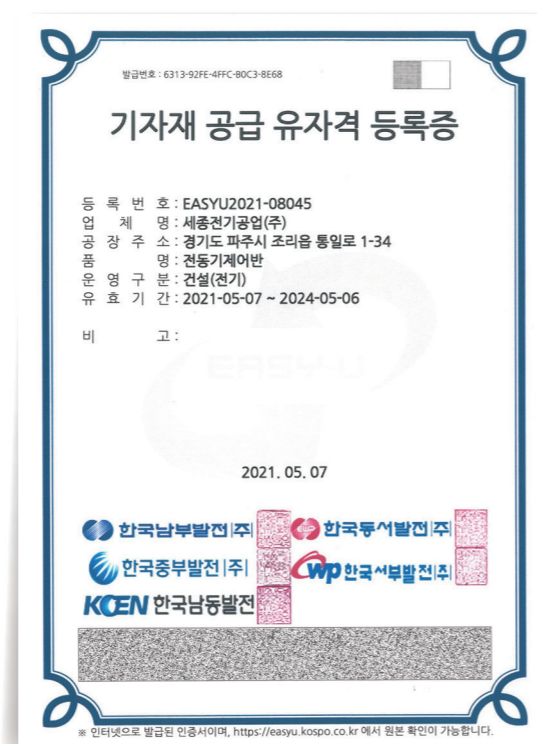 발급번호 : 6313-92FE-4FFC-B0C3-8E68
기자재 공급 유자격 등록증
등 록 번 호 : EASYU2021-08045
업 체 명 : 세종전기공업(주)
공 장 주 소 : 경기도 파주시 조리읍 통일로 1-34
품 명 : 전동기제어반
운 영 구 분 : 건설(전기)
유 효 기 간 : 2021-05-07 ~ 2024-05-06
비 고 :
EASY-U
2021. 05. 07
한국남부발전|주| 한국동서발전|주|
한국중부발전|주| wp 한국서부발전|주|
KOEN 한국남동발전
※ 인터넷으로 발급된 인증서이며, https://easyu.kospo.co.kr 에서 원본 확인이 가능합니다.